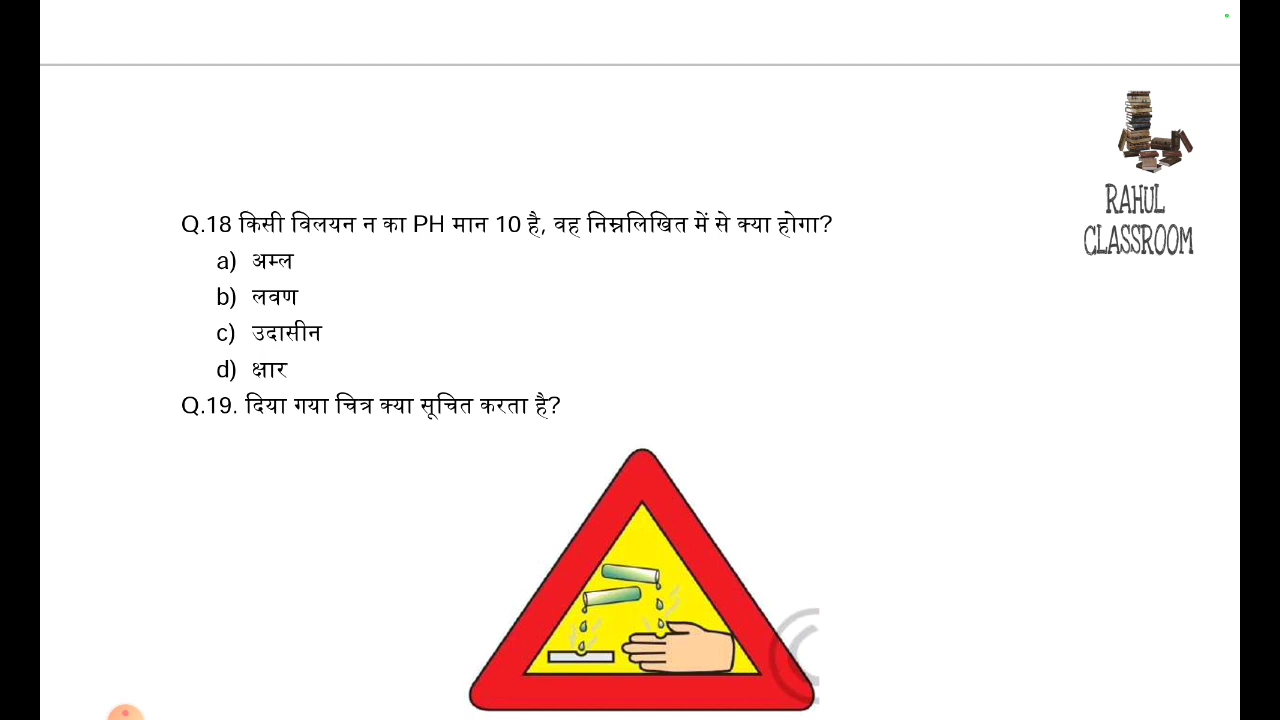 RAHUL
CLASSROOM
Q.18 किसी विलयन न का PH मान 10 है, वह निम्नलिखित में से क्या होगा?
a) अम्ल
b) लवण
c) उदासीन
d) क्षार
Q.19. दिया गया चित्र क्या सूचित करता है?